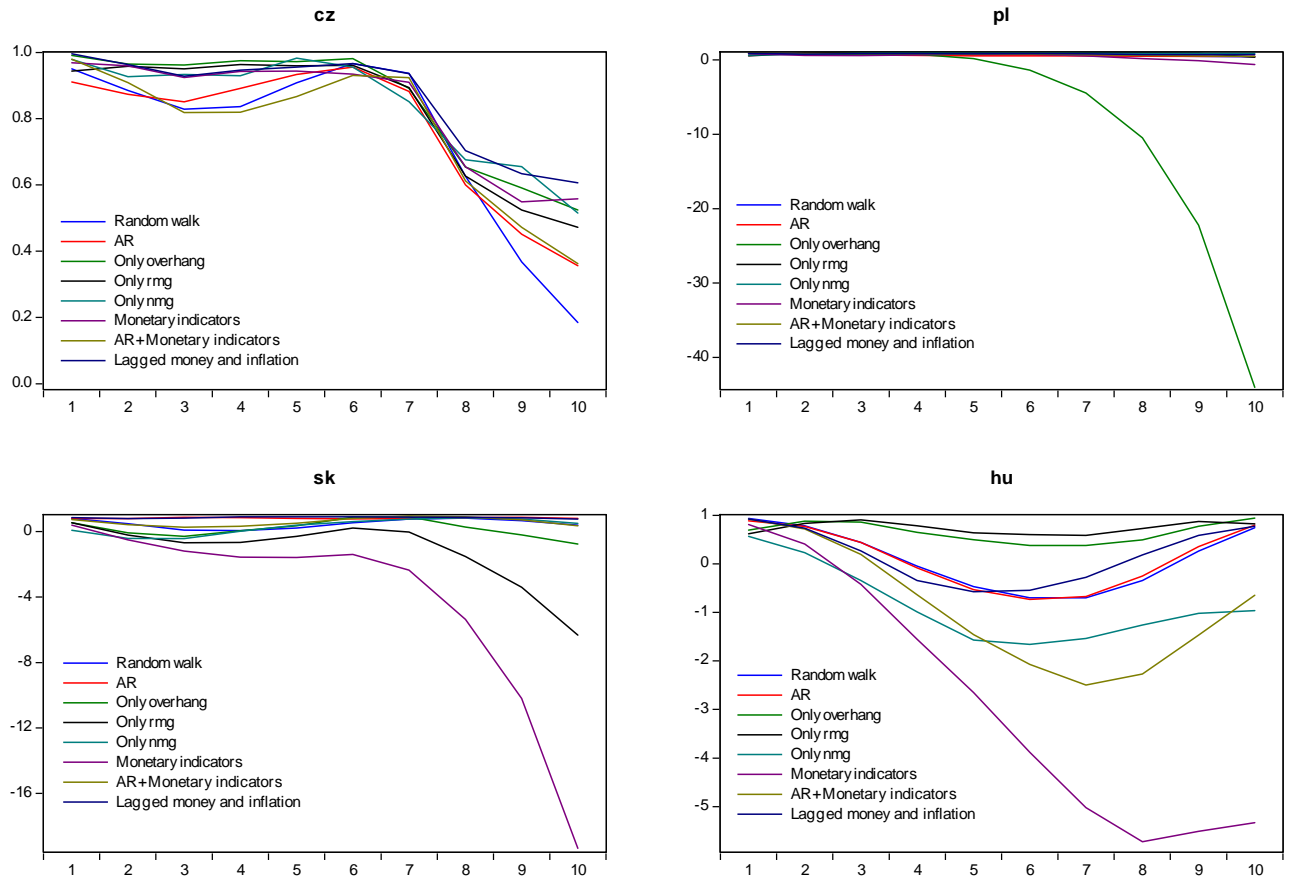 cz
1.0
0.8
0.6
0.4
0.2
0.0
Random walk
AR
Only overhang
Only rmg
Only nmg
Monetary indicators
AR+Monetary indicators
Lagged money and inflation
1 2 3 4 5 6 7 8 9 10
pl
0
-10
-20
-30
-40
Random walk
AR
Only overhang
Only rmg
Only nmg
Monetary indicators
AR+Monetary indicators
Lagged money and inflation
1 2 3 4 5 6 7 8 9 10
sk
0
-4
-8
-12
-16
Random walk
AR
Only overhang
Only rmg
Only nmg
Monetary indicators
AR+Monetary indicators
Lagged money and inflation
1 2 3 4 5 6 7 8 9 10
hu
1
0
-1
-2
-3
-4
-5
Random walk
AR
Only overhang
Only rmg
Only nmg
Monetary indicators
AR+Monetary indicators
Lagged money and inflation
1 2 3 4 5 6 7 8 9 10